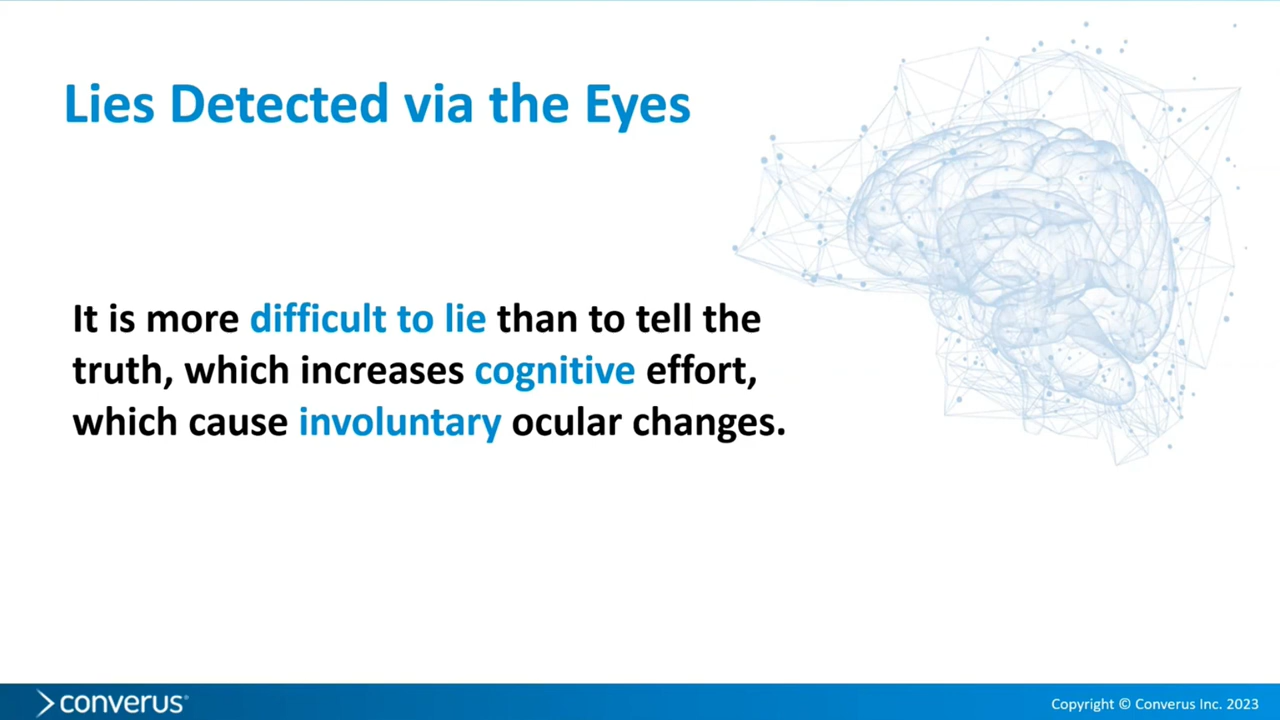 Lies Detected via the Eyes
It is more difficult to lie than to tell the
truth, which increases cognitive effort,
which cause involuntary ocular changes.
converus®
Copyright © Converus Inc. 2023